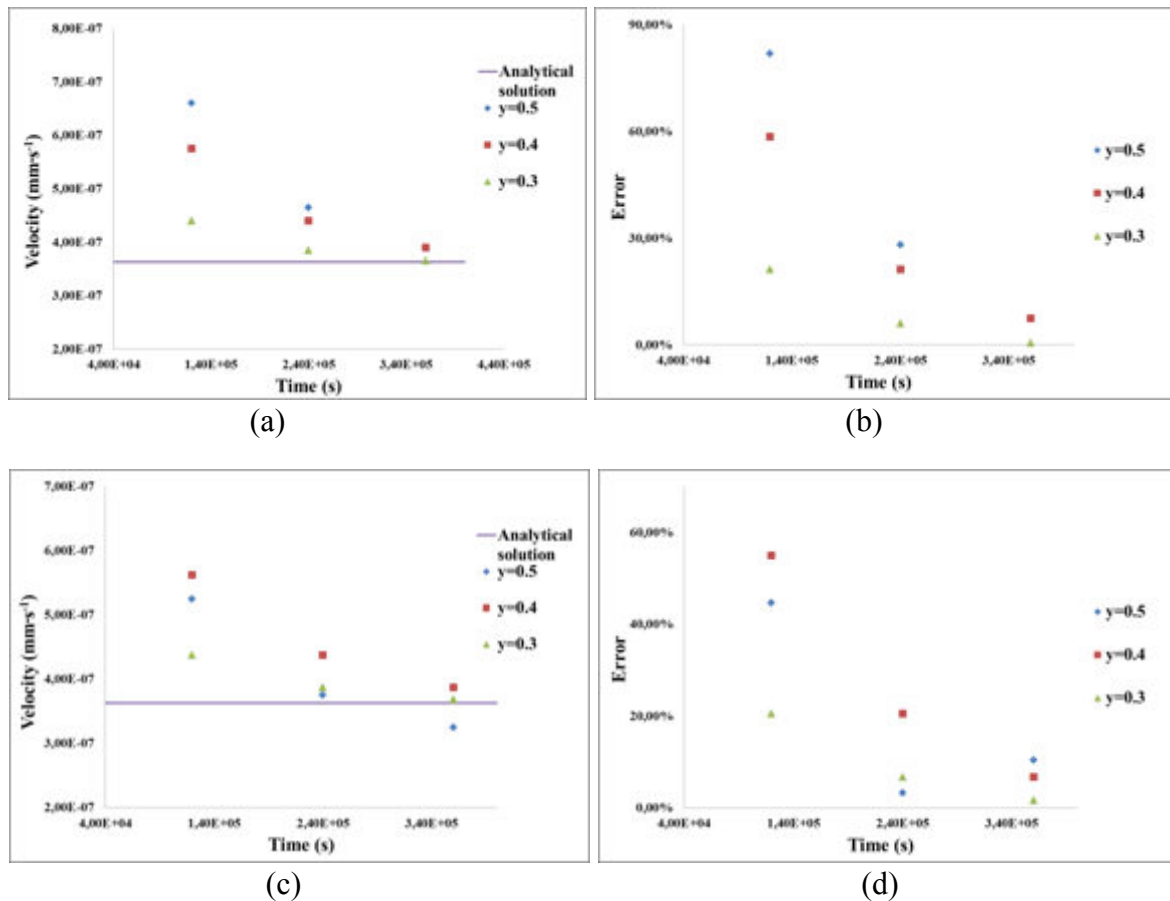 8,00E-07
7,00E-07
6,00E-07
5,00E-07
4,00E-07
3,00E-07
2,00E-07
Velocity (mm·s⁻¹)
4,00E+04 1,40E+05 2,40E+05 3,40E+05 4,40E+05
Time (s)
Analytical
solution
y=0.5
y=0.4
y=0.3
(a)
90,00%
60,00%
30,00%
0,00%
Error
4,00E+04 1,40E+05 2,40E+05 3,40E+05
Time (s)
y=0.5
y=0.4
y=0.3
(b)
7,00E-07
6,00E-07
5,00E-07
4,00E-07
3,00E-07
2,00E-07
Velocity (mm·s⁻¹)
4,00E+04 1,40E+05 2,40E+05 3,40E+05
Time (s)
Analytical
solution
y=0.5
y=0.4
y=0.3
(c)
60,00%
40,00%
20,00%
0,00%
Error
4,00E+04 1,40E+05 2,40E+05 3,40E+05
Time (s)
y=0.5
y=0.4
y=0.3
(d)